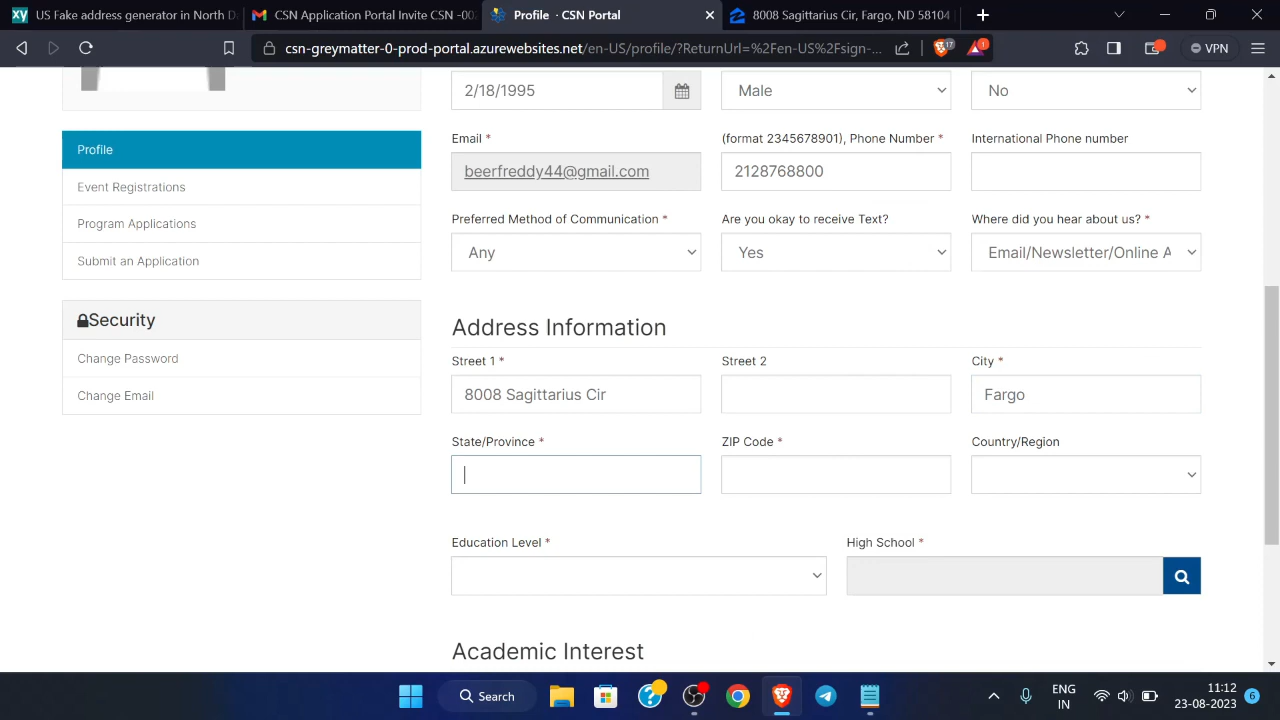 US Fake address generator in North D
CSN Application Portal Invite CSN -00
Profile · CSN Portal
8008 Sagittarius Cir, Fargo, ND 58104
csn-greymatter-0-prod-portal.azurewebsites.net/en-US/profile/?ReturnUrl=%2Fen-US%2Fsign-...
17
1
VPN
2/18/1995
Male
No
Profile
Email *
(format 2345678901), Phone Number *
International Phone number
beerfreddy44@gmail.com
2128768800
Event Registrations
Program Applications
Preferred Method of Communication *
Are you okay to receive Text?
Where did you hear about us? *
Submit an Application
Any
Yes
Email/Newsletter/Online A
Security
Address Information
Change Password
Street 1 *
Street 2
City *
Change Email
8008 Sagittarius Cir
Fargo
State/Province *
ZIP Code *
Country/Region
Education Level *
High School *
Academic Interest
Search
ENG
IN
11:12
23-08-2023
6